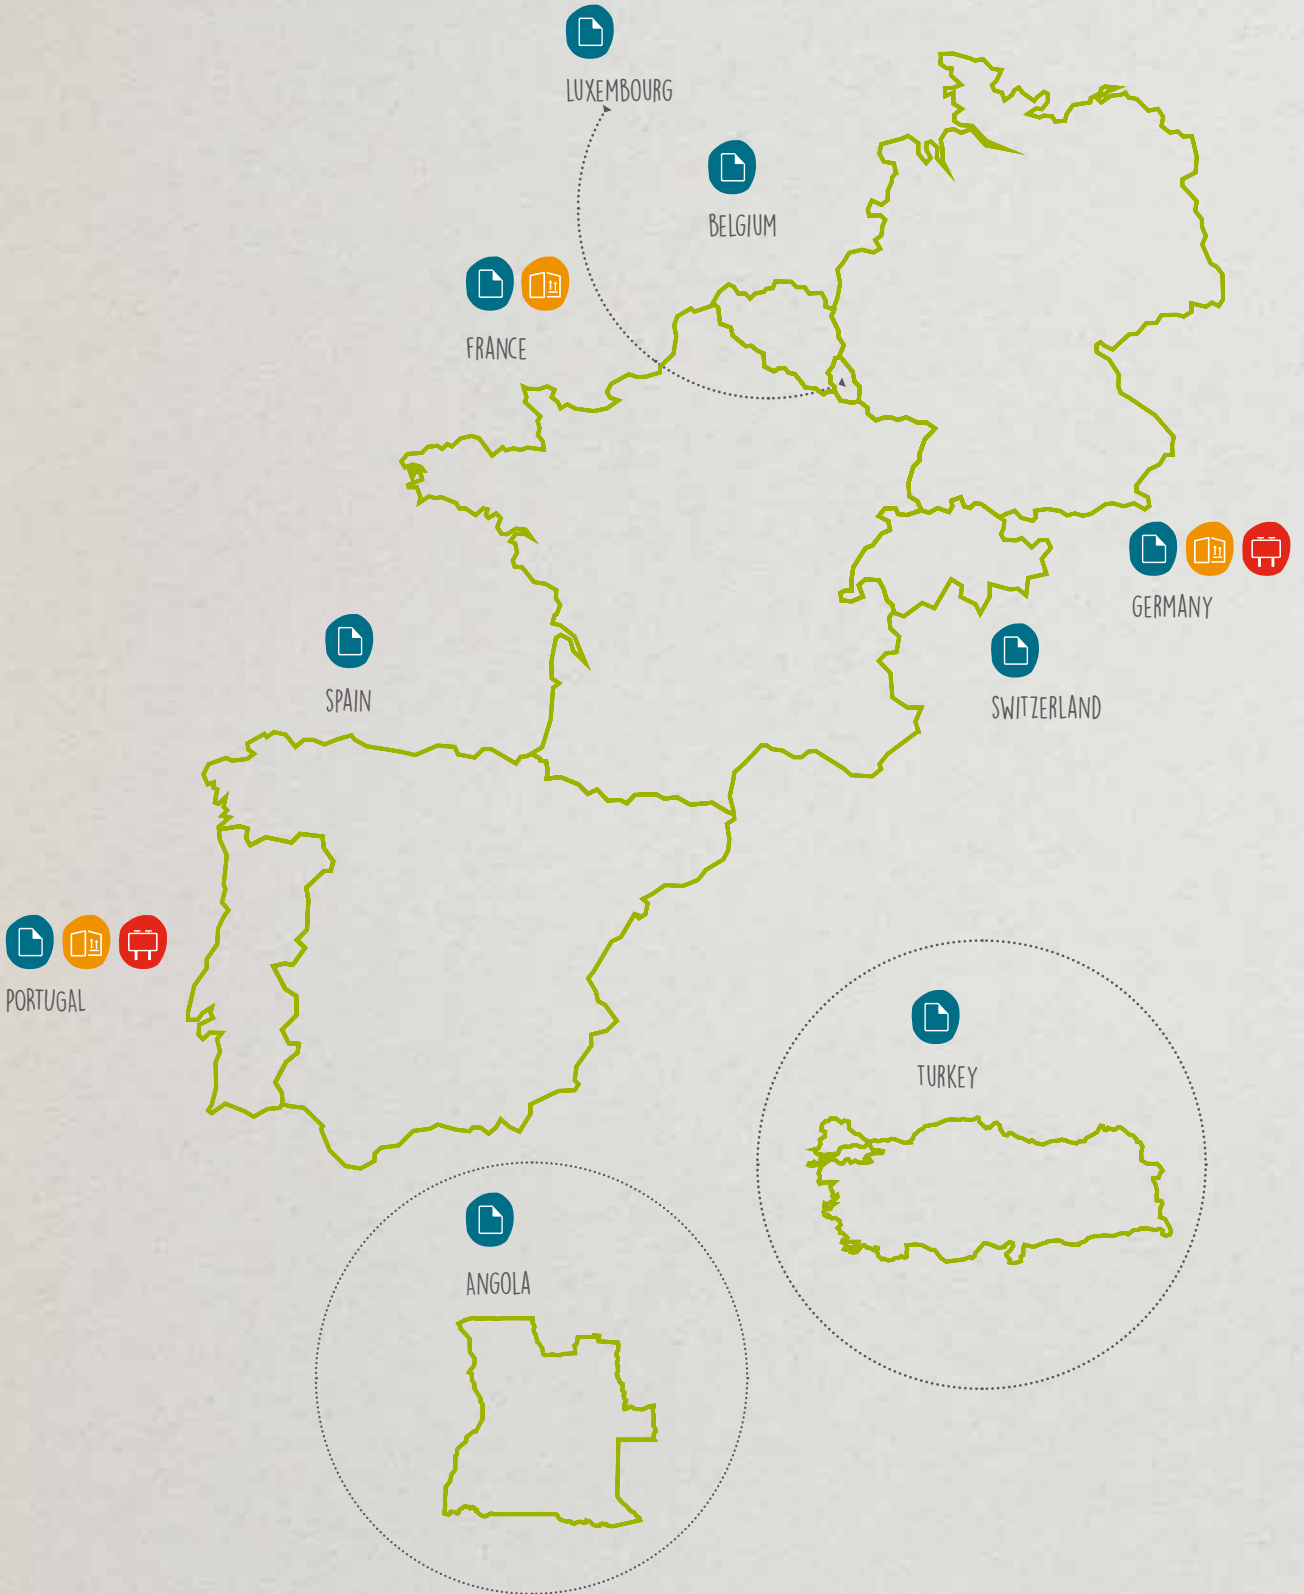 LUXEMBOURG
BELGIUM
FRANCE
GERMANY
SPAIN
SWITZERLAND
PORTUGAL
TURKEY
ANGOLA